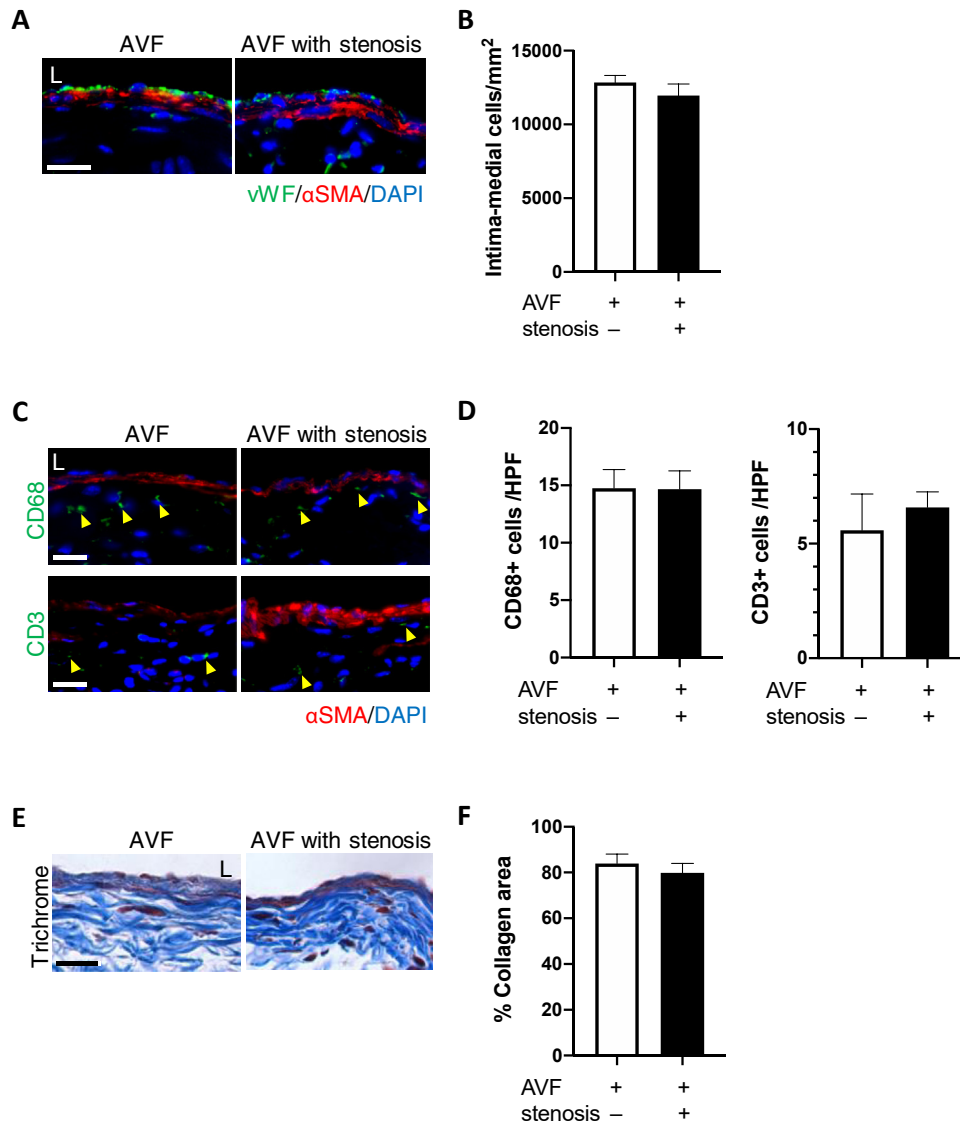 A
AVF
AVF with stenosis
L
vWF/αSMA/DAPI
B
Intima-medial cells/mm²
15000
10000
5000
0
AVF + +
stenosis – +
C
AVF
AVF with stenosis
L
CD68
CD3
αSMA/DAPI
D
CD68+ cells /HPF
20
15
10
5
0
AVF + +
stenosis – +
CD3+ cells /HPF
10
5
0
AVF + +
stenosis – +
E
AVF
AVF with stenosis
L
Trichrome
F
% Collagen area
100
80
60
40
20
0
AVF + +
stenosis – +